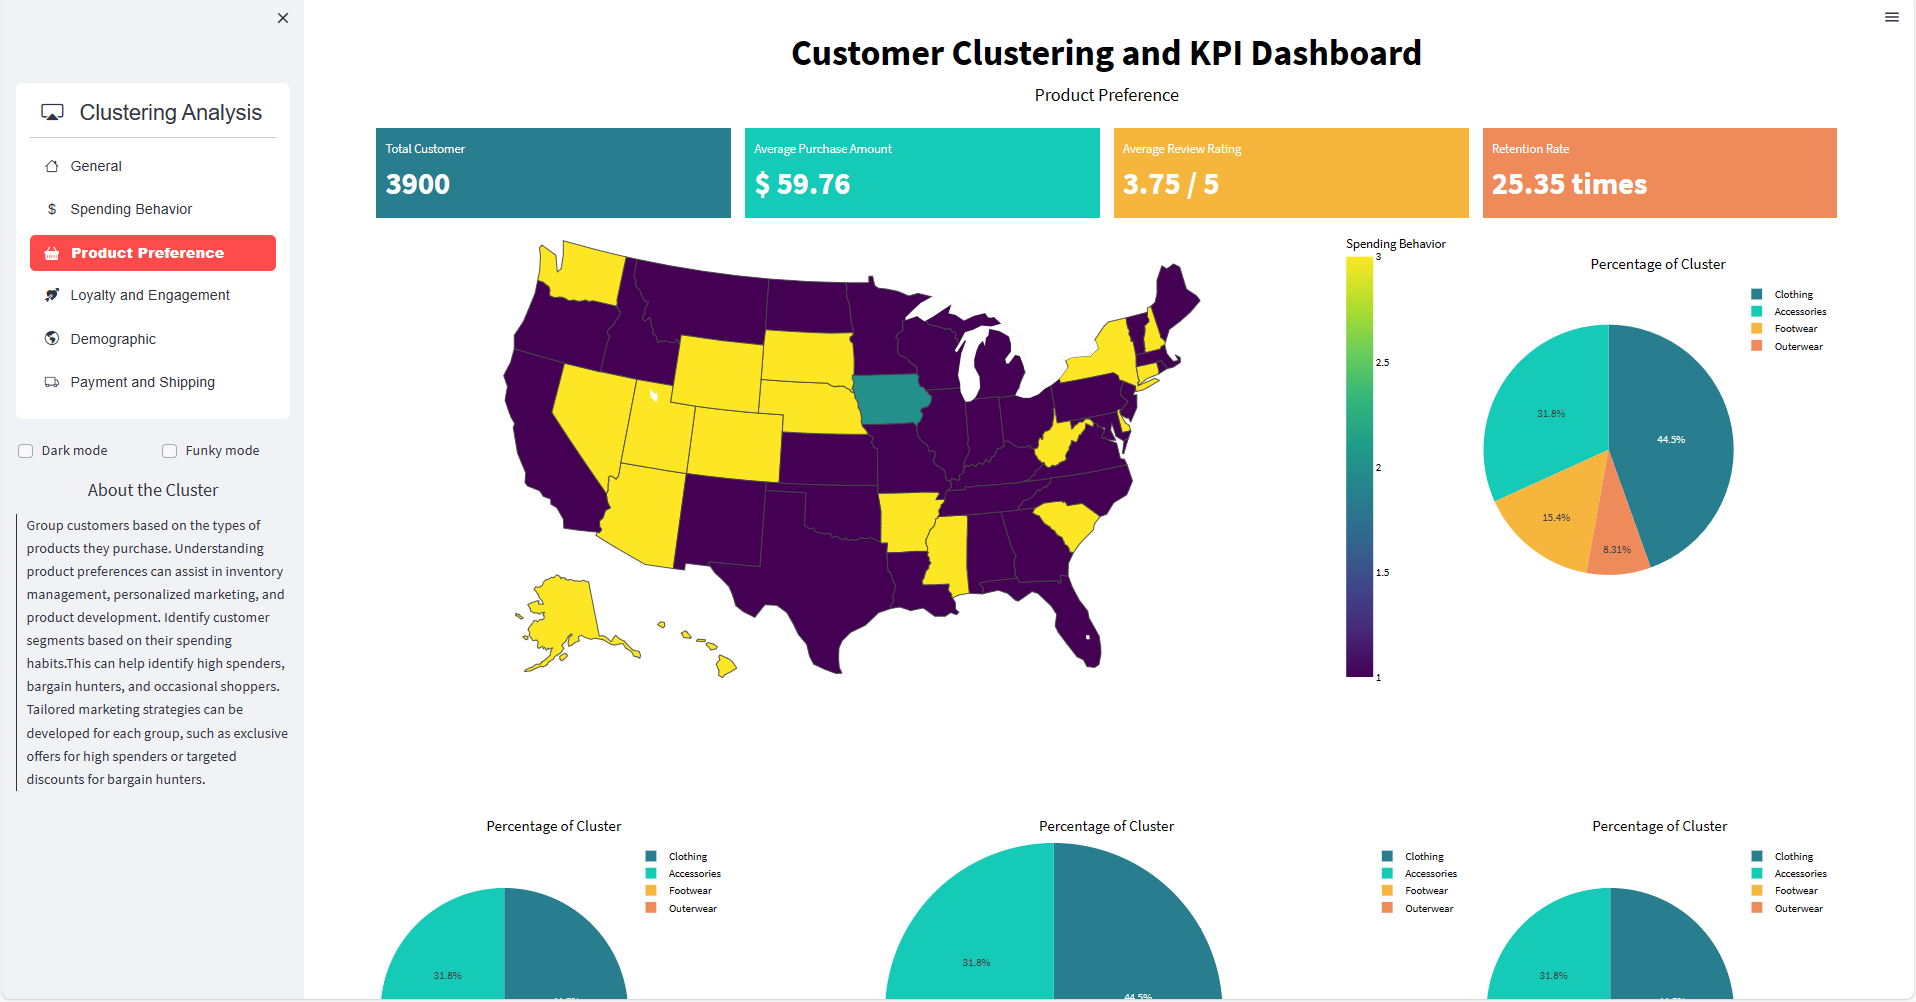 Clustering Analysis
General
$ Spending Behavior
Product Preference
Loyalty and Engagement
Demographic
Payment and Shipping
Dark mode
Funky mode
About the Cluster
Group customers based on the types of
products they purchase. Understanding
product preferences can assist in inventory
management, personalized marketing, and
product development. Identify customer
segments based on their spending
habits.This can help identify high spenders,
bargain hunters, and occasional shoppers.
Tailored marketing strategies can be
developed for each group, such as exclusive
offers for high spenders or targeted
discounts for bargain hunters.
Customer Clustering and KPI Dashboard
Product Preference
Total Customer
3900
Average Purchase Amount
$ 59.76
Average Review Rating
3.75 / 5
Retention Rate
25.35 times
Spending Behavior
3
2.5
2
1.5
1
Percentage of Cluster
Clothing
Accessories
Footwear
Outerwear
31.8%
44.5%
15.4%
8.31%
Percentage of Cluster
Clothing
Accessories
Footwear
Outerwear
31.8%
Percentage of Cluster
Clothing
Accessories
Footwear
Outerwear
31.8%
44.5%
Percentage of Cluster
Clothing
Accessories
Footwear
Outerwear
31.8%